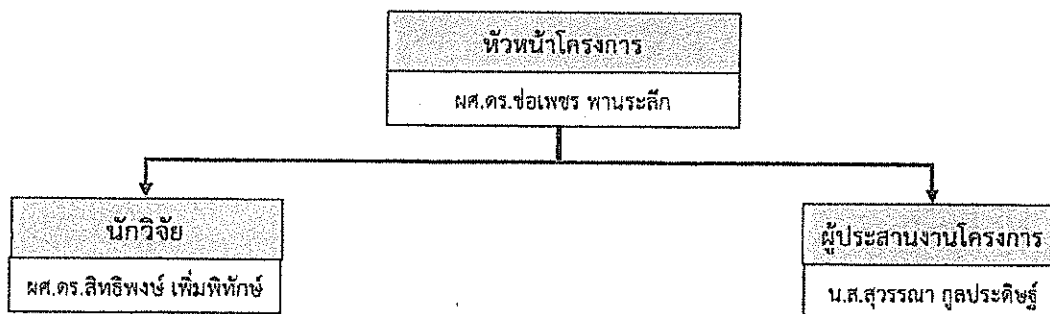 หัวหน้าโครงการ
ผศ.ดร.ช่อเพชร พานระลึก
นักวิจัย
ผศ.ดร.สิทธิพงษ์ เพิ่มพิทักษ์
ผู้ประสานงานโครงการ
น.ส.สุวรรณา กูลประดิษฐ์